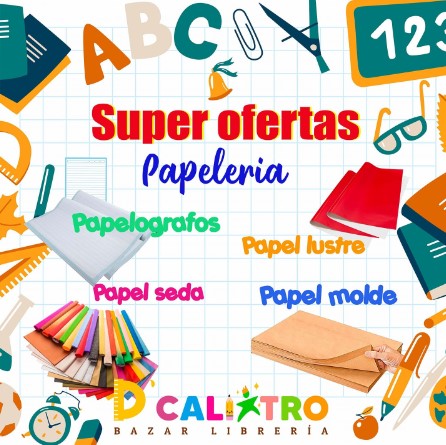 ABC
123
Super ofertas
Papeleria
Papelografos
Papel lustre
Papel seda
Papel molde
D'CALIXTRO
BAZAR LIBRERÍA